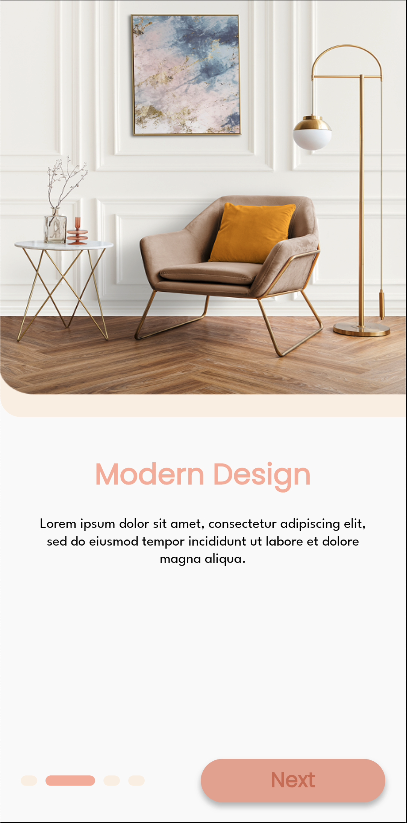 Modern Design
Lorem ipsum dolor sit amet, consectetur adipiscing elit,
sed do eiusmod tempor incididunt ut labore et dolore
magna aliqua.
Next